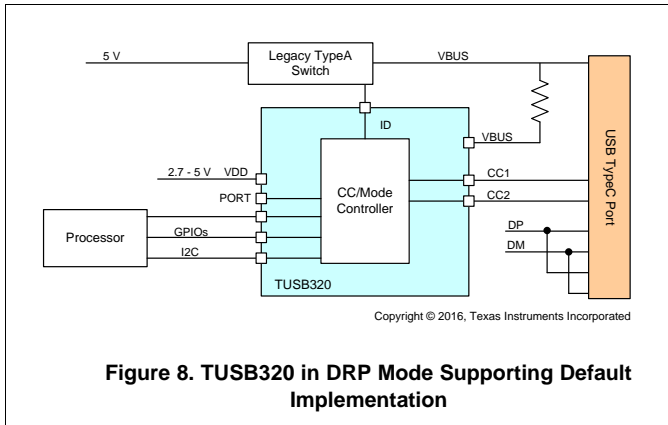 5 V
Legacy TypeA
Switch
VBUS
ID
VBUS
2.7 - 5 V VDD
CC1
PORT
CC/Mode
Controller
CC2
USB TypeC Port
Processor
GPIOs
DP
I2C
DM
TUSB320
Copyright © 2016, Texas Instruments Incorporated
Figure 8. TUSB320 in DRP Mode Supporting Default
Implementation